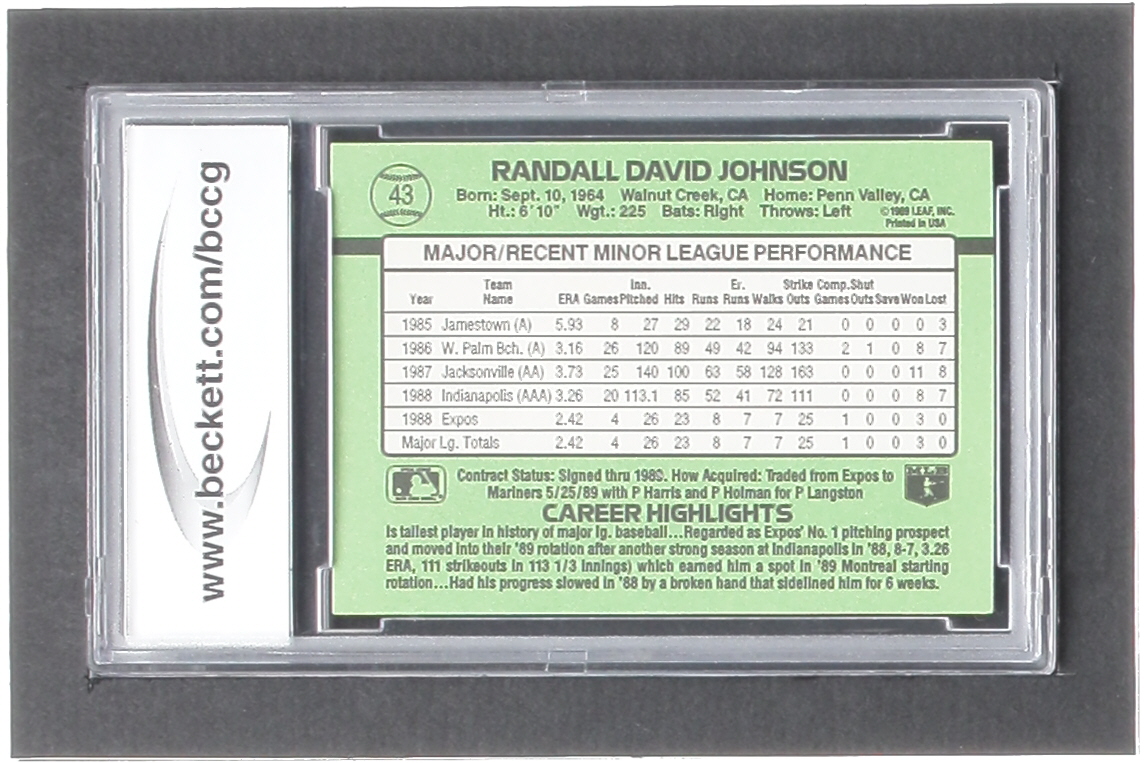 www.beckett.com/bccg
43
RANDALL DAVID JOHNSON
Born: Sept. 10, 1964 Walnut Creek, CA Home: Penn Valley, CA
Ht.: 6'10" Wgt.: 225 Bats: Right Throws: Left
©1989 LEAF, INC.
Printed in USA
MAJOR/RECENT MINOR LEAGUE PERFORMANCE
Team Inn. Er. Strike Comp. Shut
Year Name ERA Games Pitched Hits Runs Runs Walks Outs Games Outs Save Won Lost
1985 Jamestown (A) 5.93 8 27 29 22 18 24 21 0 0 0 0 3
1986 W. Palm Bch. (A) 3.16 26 120 89 49 42 94 133 2 1 0 8 7
1987 Jacksonville (AA) 3.73 25 140 100 63 58 128 163 0 0 0 11 8
1988 Indianapolis (AAA) 3.26 20 113.1 85 52 41 72 111 0 0 0 8 7
1988 Expos 2.42 4 26 23 8 7 7 25 1 0 0 3 0
Major Lg. Totals 2.42 4 26 23 8 7 7 25 1 0 0 3 0
Contract Status: Signed thru 1989. How Acquired: Traded from Expos to
Mariners 5/25/89 with P Harris and P Holman for P Langston
MLB
CAREER HIGHLIGHTS
Is tallest player in history of major lg. baseball...Regarded as Expos' No. 1 pitching prospect
and moved into their '89 rotation after another strong season at Indianapolis in '88, 8-7, 3.26
ERA, 111 strikeouts in 113 1/3 innings) which earned him a spot in '89 Montreal starting
rotation...Had his progress slowed in '88 by a broken hand that sidelined him for 6 weeks.